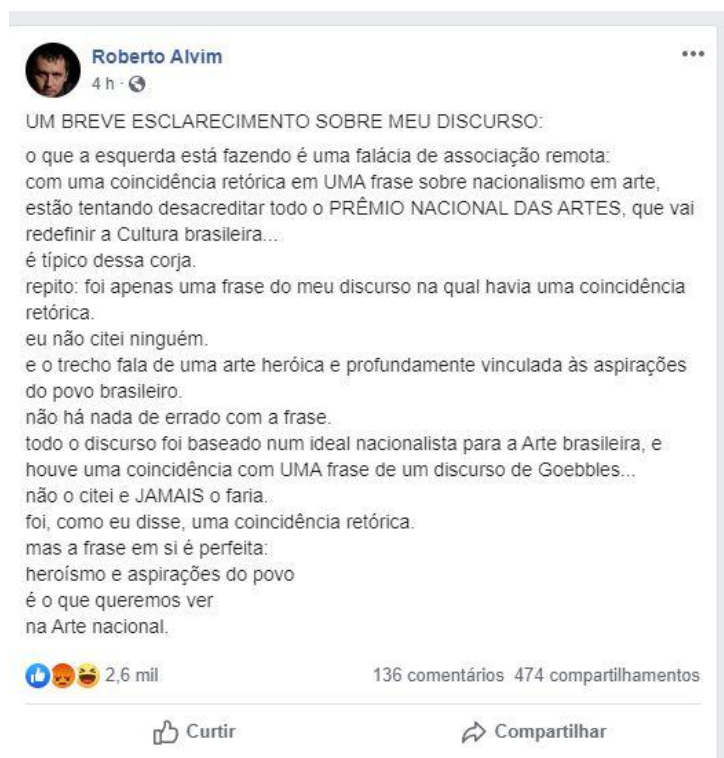 Roberto Alvim
4 h ·
UM BREVE ESCLARECIMENTO SOBRE MEU DISCURSO:
o que a esquerda está fazendo é uma falácia de associação remota:
com uma coincidência retórica em UMA frase sobre nacionalismo em arte,
estão tentando desacreditar todo o PRÊMIO NACIONAL DAS ARTES, que vai
redefinir a Cultura brasileira...
é típico dessa corja.
repito: foi apenas uma frase do meu discurso na qual havia uma coincidência
retórica.
eu não citei ninguém.
e o trecho fala de uma arte heróica e profundamente vinculada às aspirações
do povo brasileiro.
não há nada de errado com a frase.
todo o discurso foi baseado num ideal nacionalista para a Arte brasileira, e
houve uma coincidência com UMA frase de um discurso de Goebbles...
não o citei e JAMAIS o faria.
foi, como eu disse, uma coincidência retórica.
mas a frase em si é perfeita:
heroísmo e aspirações do povo
é o que queremos ver
na Arte nacional.
2,6 mil 136 comentários 474 compartilhamentos
Curtir Compartilhar